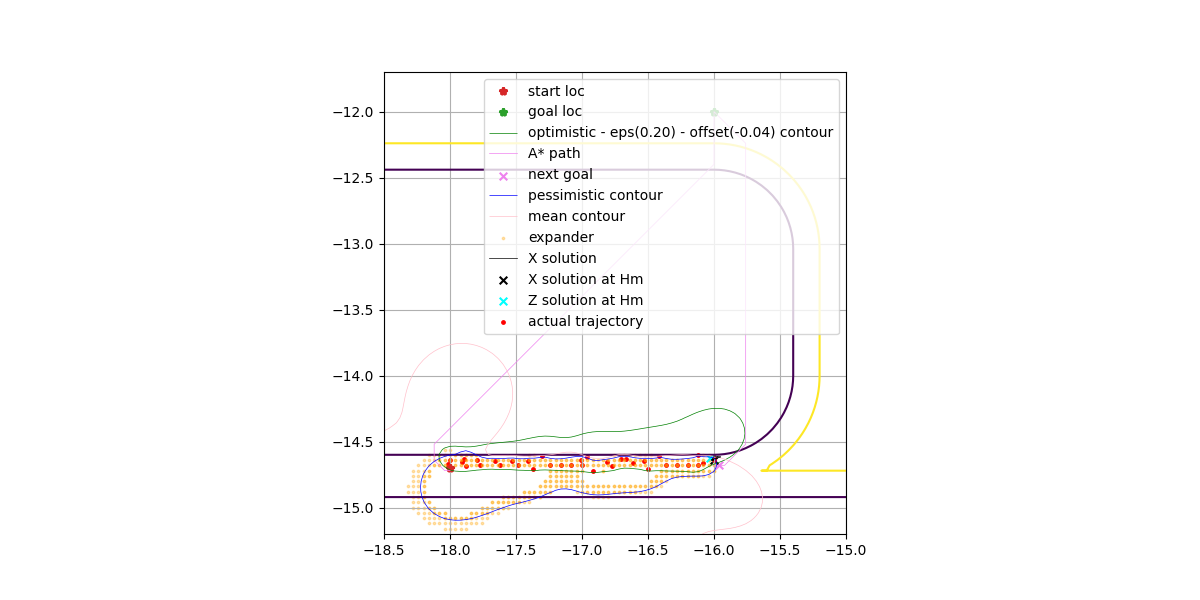 start loc
goal loc
optimistic - eps(0.20) - offset(-0.04) contour
A* path
next goal
pessimistic contour
mean contour
expander
X solution
X solution at Hm
Z solution at Hm
actual trajectory
−12.0
−12.5
−13.0
−13.5
−14.0
−14.5
−15.0
−18.5 −18.0 −17.5 −17.0 −16.5 −16.0 −15.5 −15.0